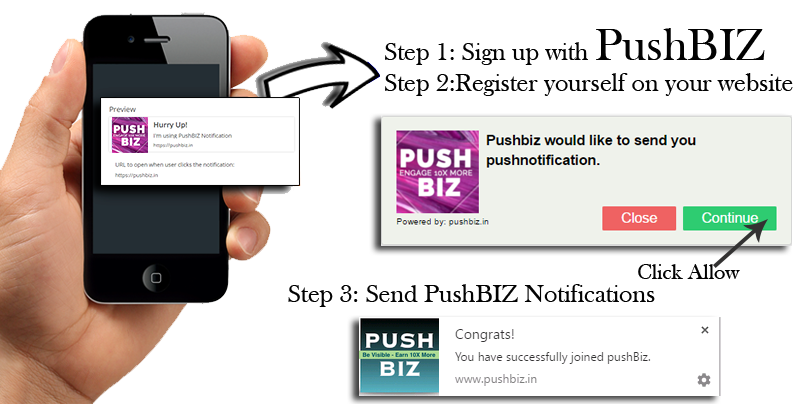 Step 1: Sign up with PushBIZ
Step 2:Register yourself on your website
Preview
PUSH
ENGAGE 10X MORE
BIZ
Hurry Up!
I'm using PushBIZ Notification
https://pushbiz.in
URL to open when user clicks the notification:
https://pushbiz.in
PUSH
ENGAGE 10X MORE
BIZ
Pushbiz would like to send you
pushnotification.
Powered by: pushbiz.in
Close
Continue
Click Allow
Step 3: Send PushBIZ Notifications
PUSH
Be Visible - Earn 10X More
BIZ
Congrats!
You have successfully joined pushBiz.
www.pushbiz.in